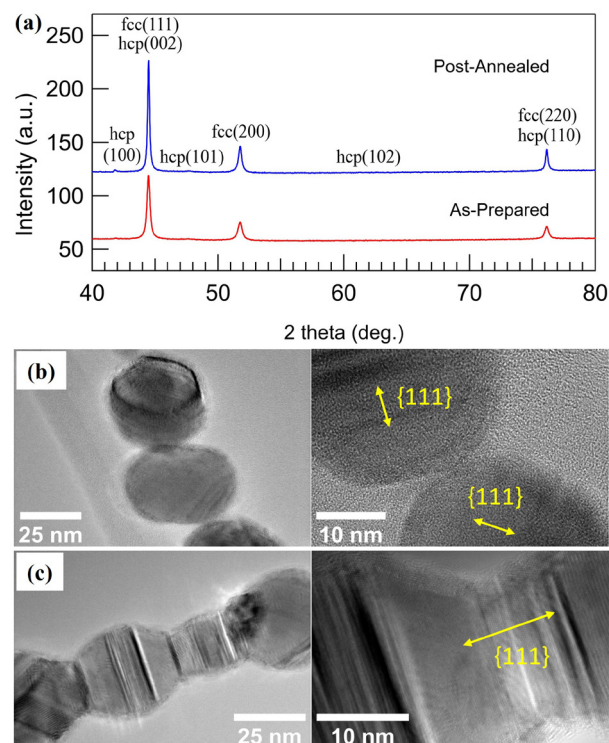 (a)
fcc(111)
hcp(002)
Post-Annealed
fcc(220)
hcp(110)
hcp
(100)
hcp(101)
fcc(200)
hcp(102)
As-Prepared
Intensity (a.u.)
250
200
150
100
50
40
50
60
70
80
2 theta (deg.)
(b)
25 nm
{111}
{111}
10 nm
(c)
25 nm
{111}
10 nm